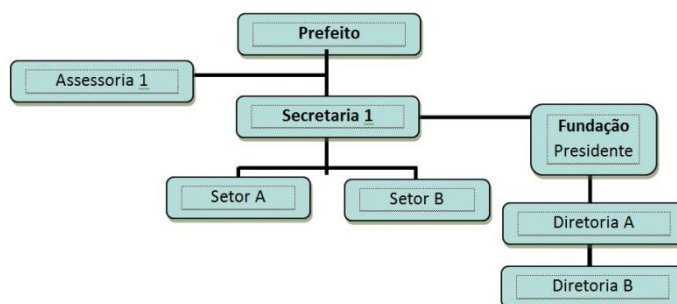 Prefeito
Assessoria 1
Secretaria 1
Fundação
Presidente
Setor A
Setor B
Diretoria A
Diretoria B